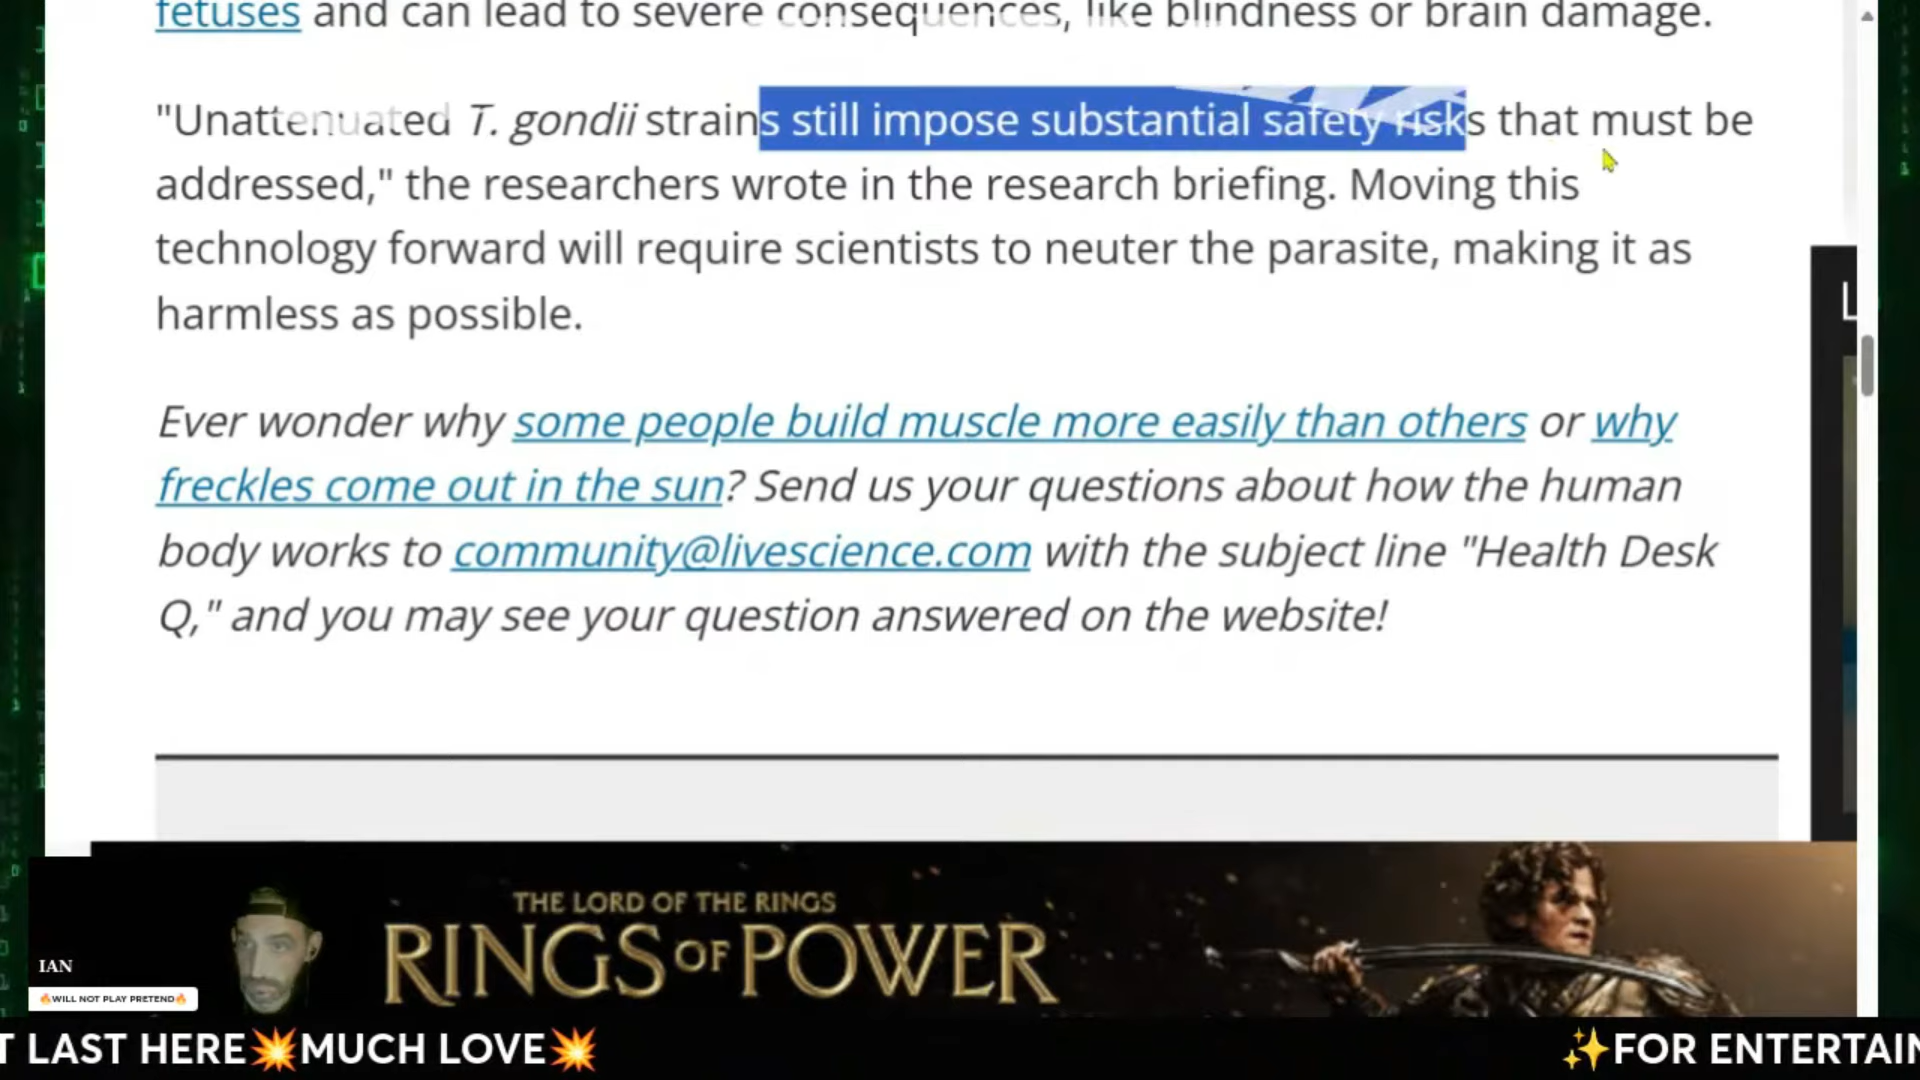 fetuses and can lead to severe consequences, like blindness or brain damage.
"Unattenuated T. gondii strains still impose substantial safety risks that must be
addressed," the researchers wrote in the research briefing. Moving this
technology forward will require scientists to neuter the parasite, making it as
harmless as possible.
Ever wonder why some people build muscle more easily than others or why
freckles come out in the sun? Send us your questions about how the human
body works to community@livescience.com with the subject line "Health Desk
Q," and you may see your question answered on the website!
L
THE LORD OF THE RINGS
RINGS OF POWER
IAN
🔥WILL NOT PLAY PRETEND🔥
T LAST HERE💥MUCH LOVE💥 ✨FOR ENTERTAIN